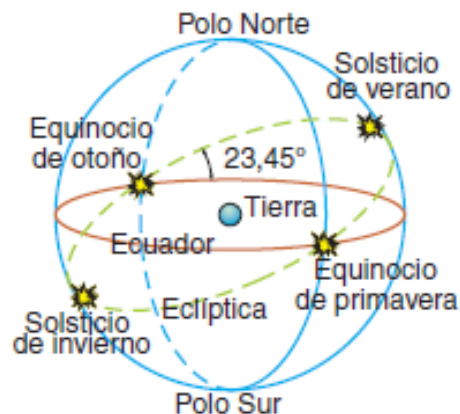 Polo Norte
Solsticio
de verano
Equinocio
de otoño
23,45º
Tierra
Ecuador
Equinocio
de primavera
Eclíptica
Solsticio
de invierno
Polo Sur